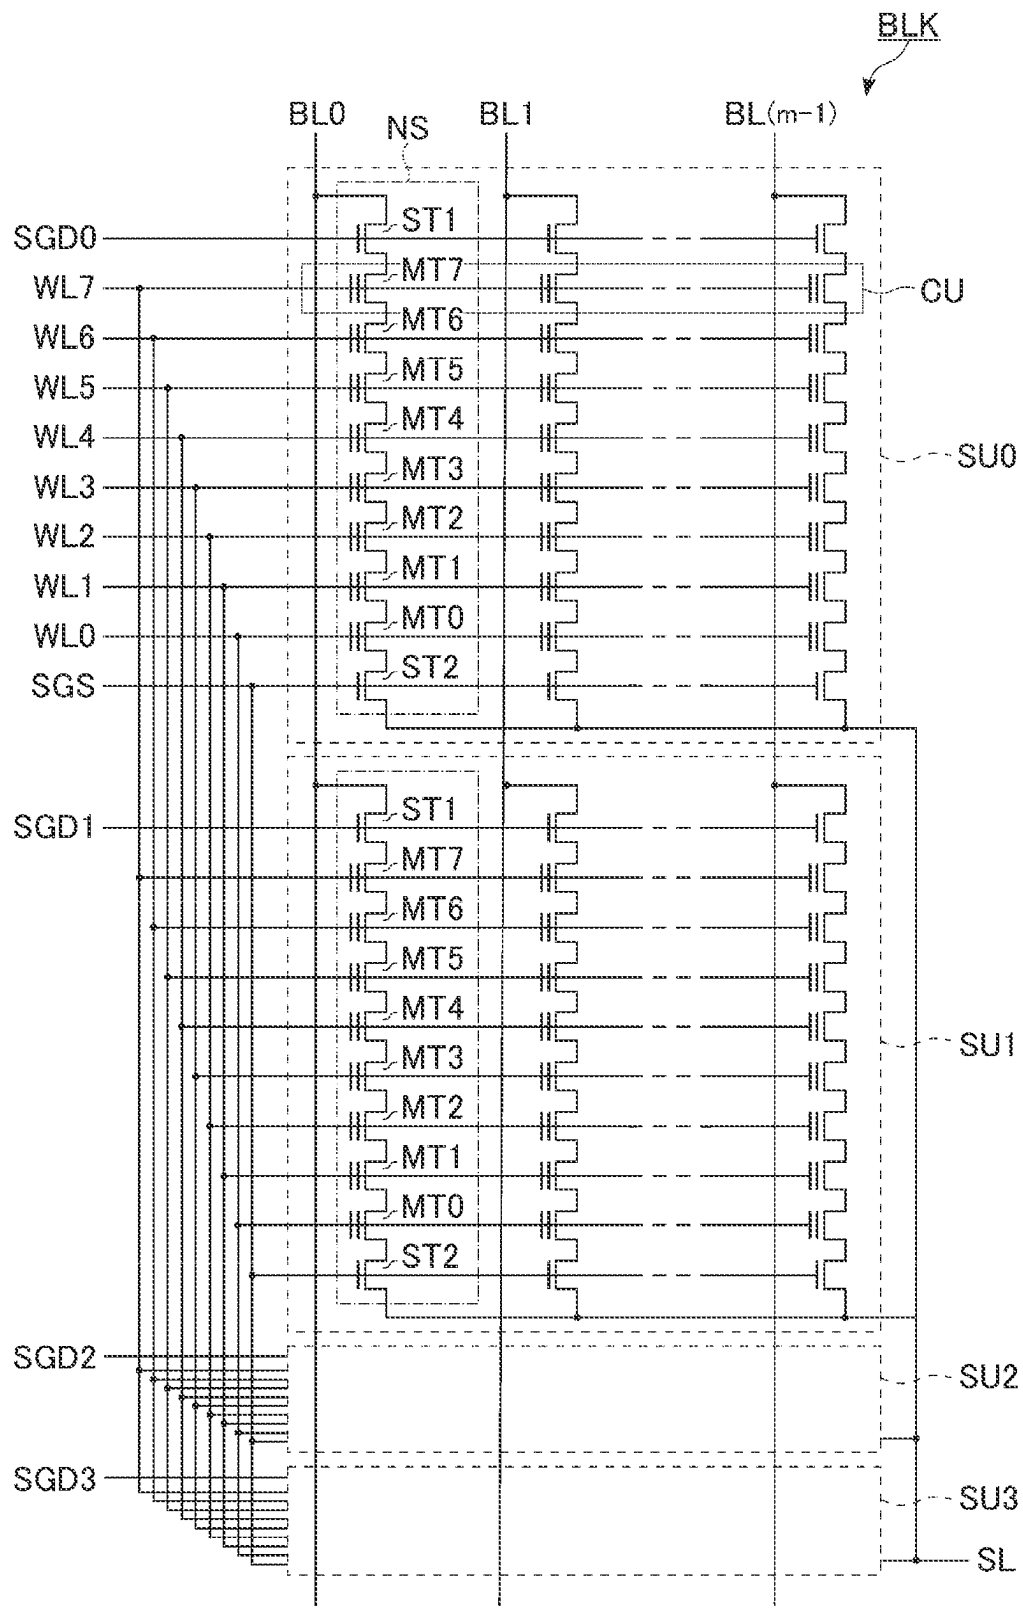 BLK
BL0 NS BL1 BL(m-1)
SGD0 ST1
WL7 MT7 CU
WL6 MT6
WL5 MT5
WL4 MT4
SU0
WL3 MT3
WL2 MT2
WL1 MT1
WL0 MT0
SGS ST2
SGD1 ST1
MT7
MT6
MT5
MT4
SU1
MT3
MT2
MT1
MT0
ST2
SGD2
SU2
SGD3
SU3
SL